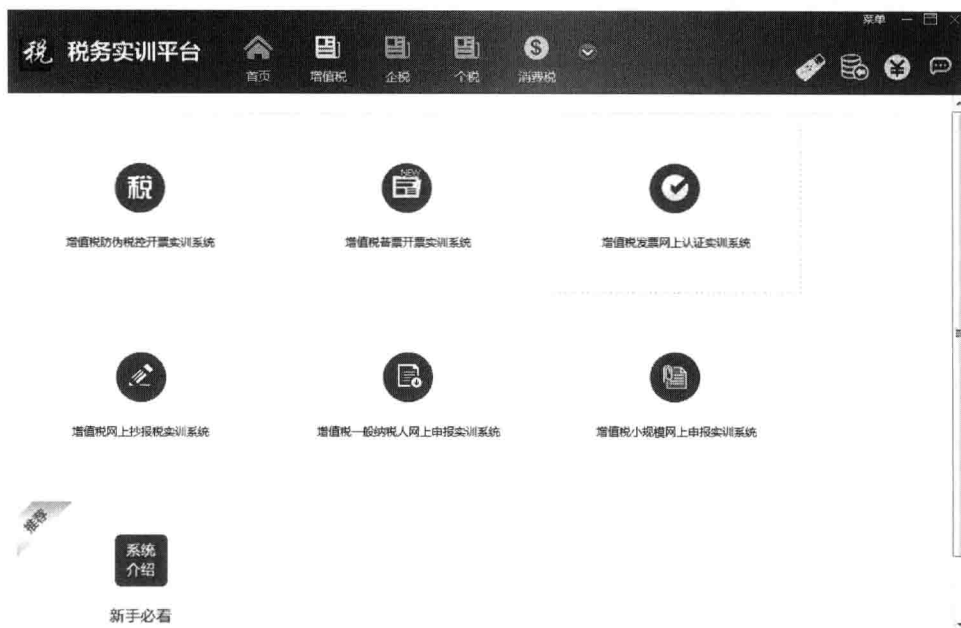 菜单
税 税务实训平台
首页 增值税 企税 个税 消费税
税
NEW
增值税防伪税控开票实训系统 增值税普票开票实训系统 增值税发票网上认证实训系统
增值税网上抄报税实训系统 增值税一般纳税人网上申报实训系统 增值税小规模网上申报实训系统
推荐
系统
介绍
新手必看